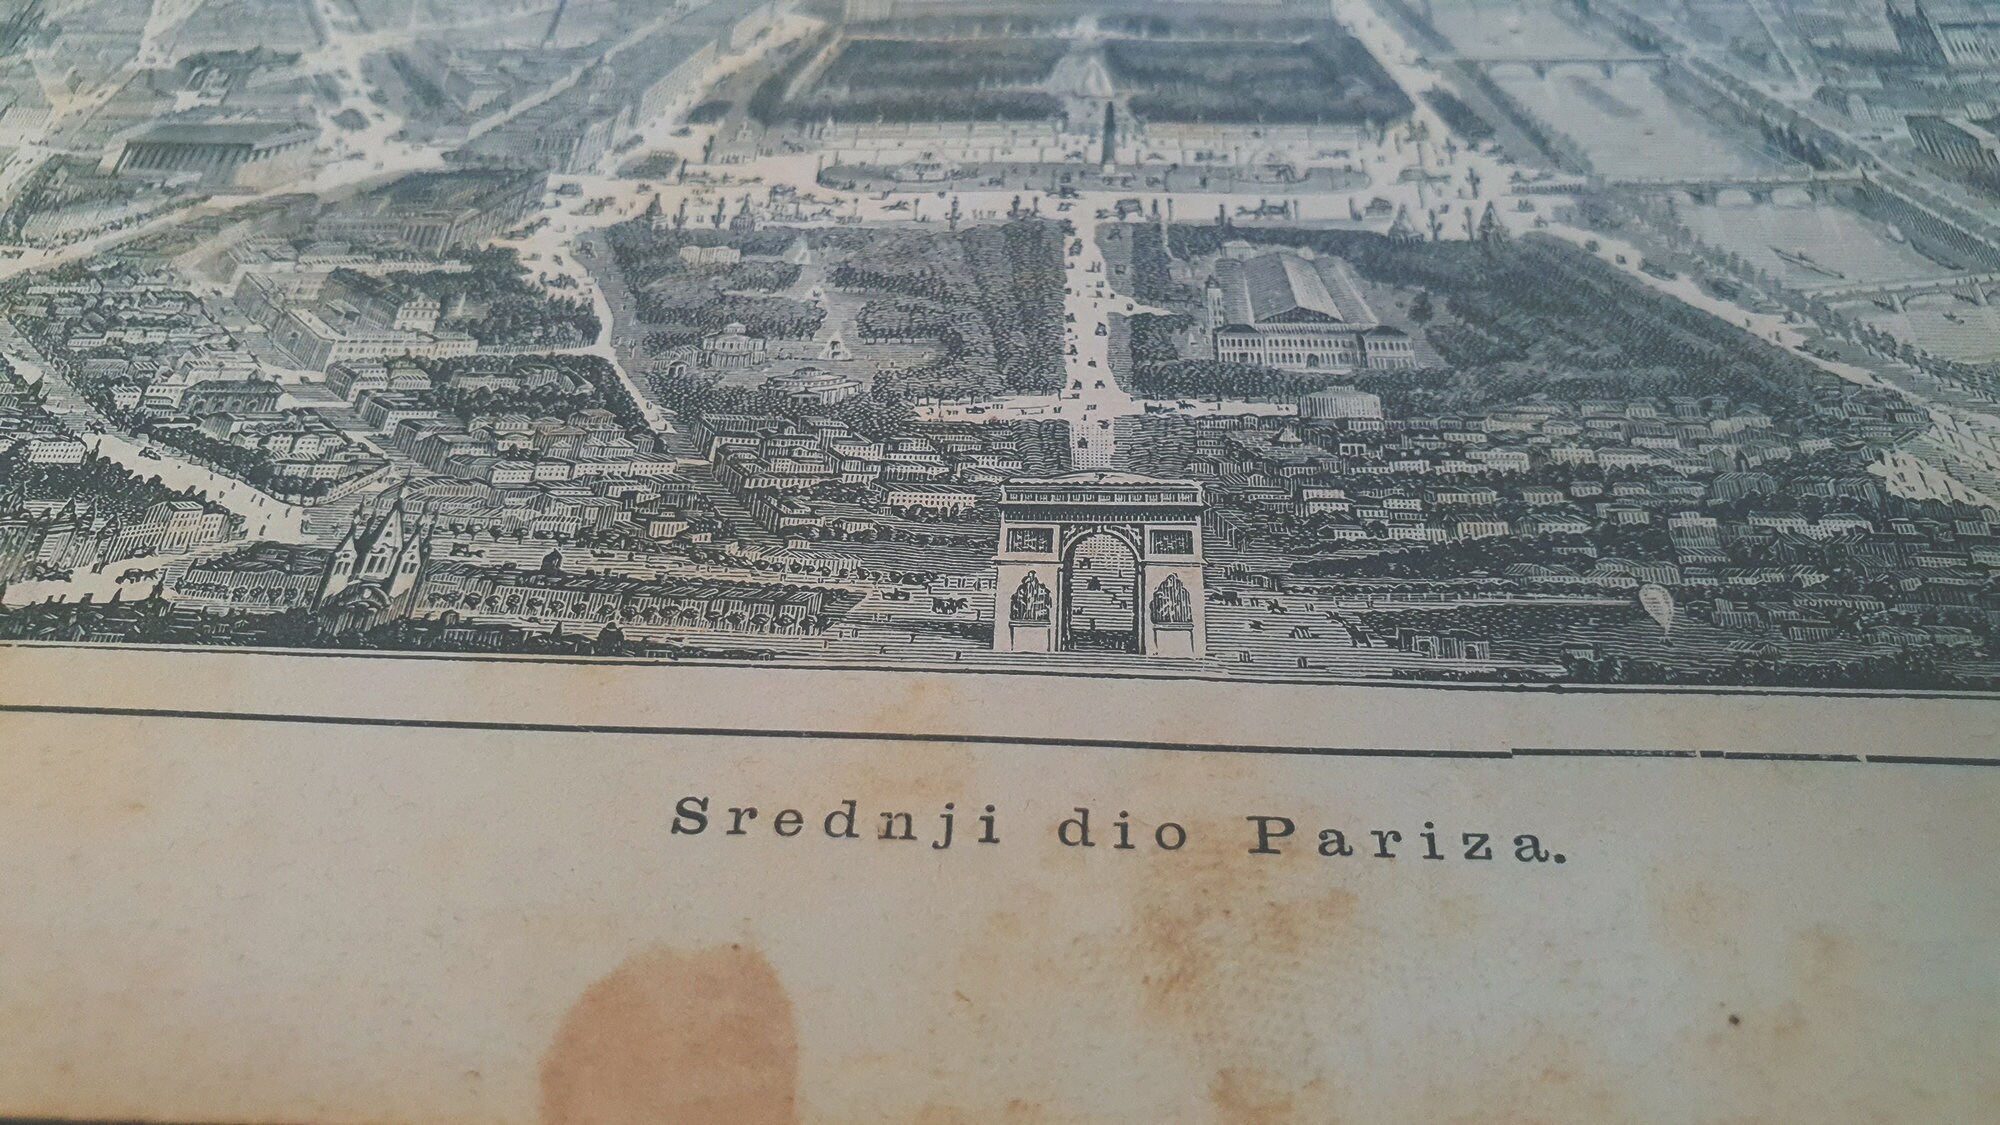 Srednji dio Pariza.